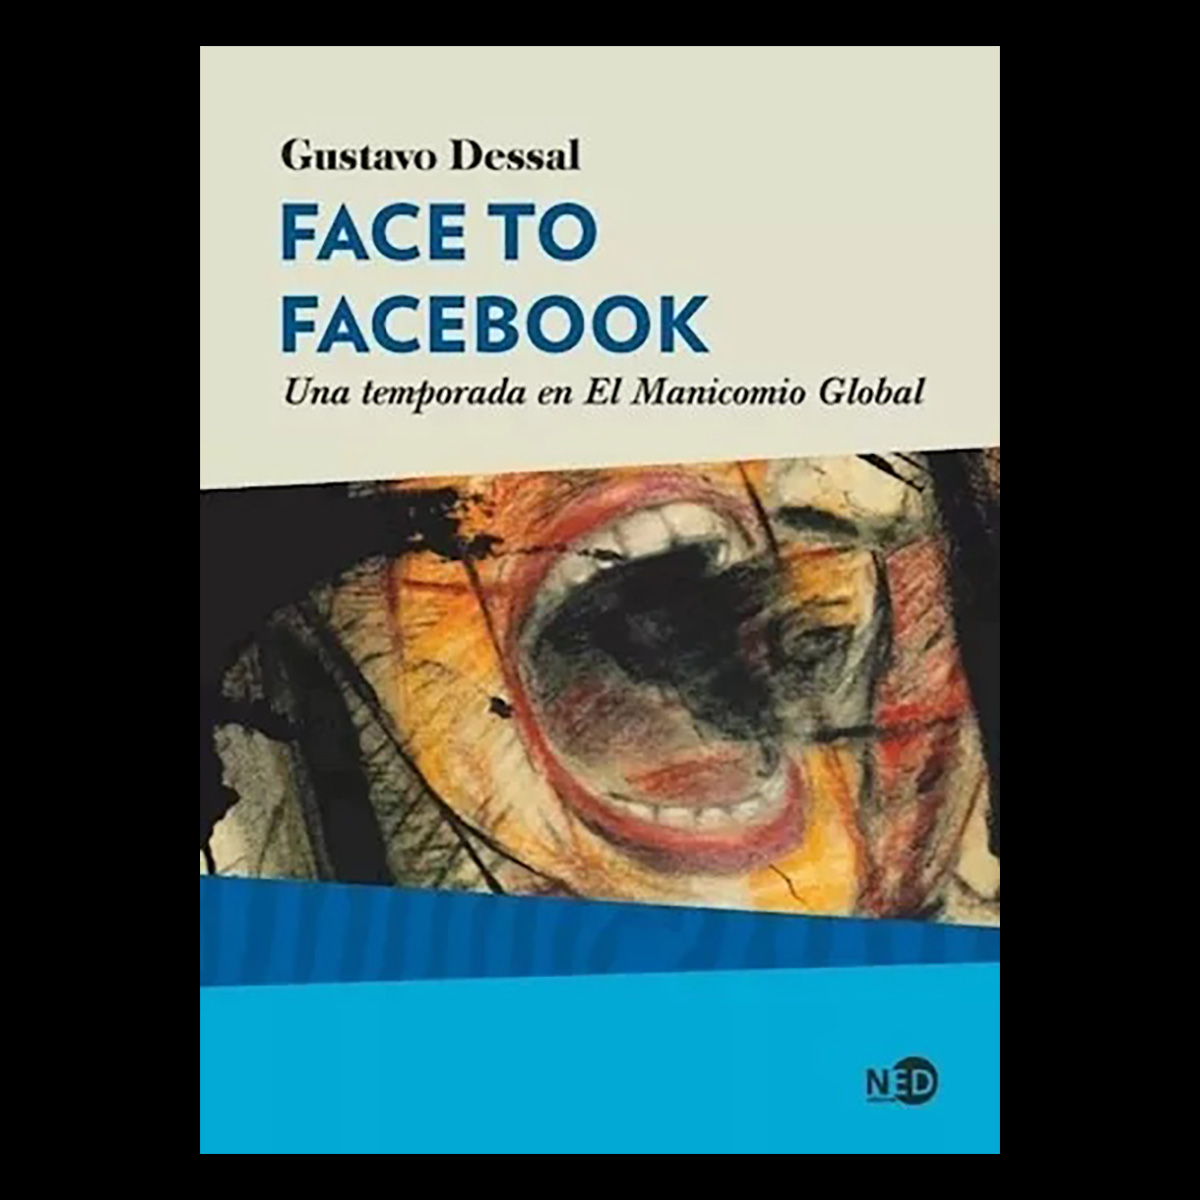 Gustavo Dessal
FACE TO
FACEBOOK
Una temporada en El Manicomio Global
NED